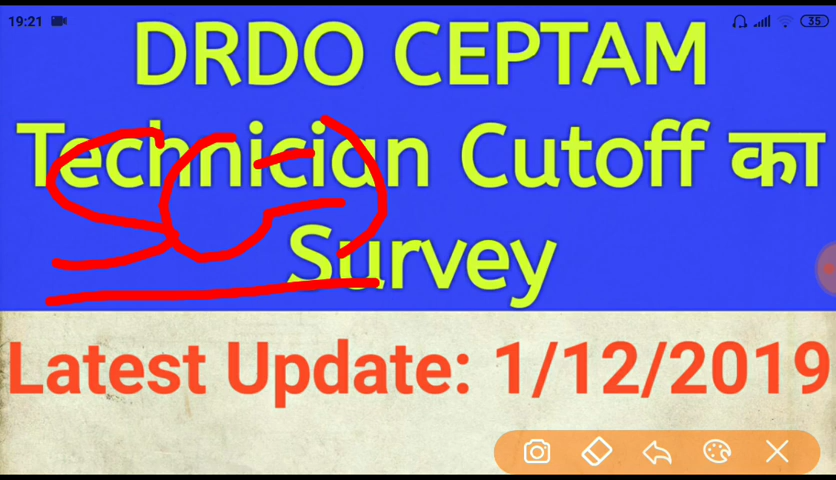 19:21 35
DRDO CEPTAM
Technician Cutoff का
Survey
Latest Update: 1/12/2019